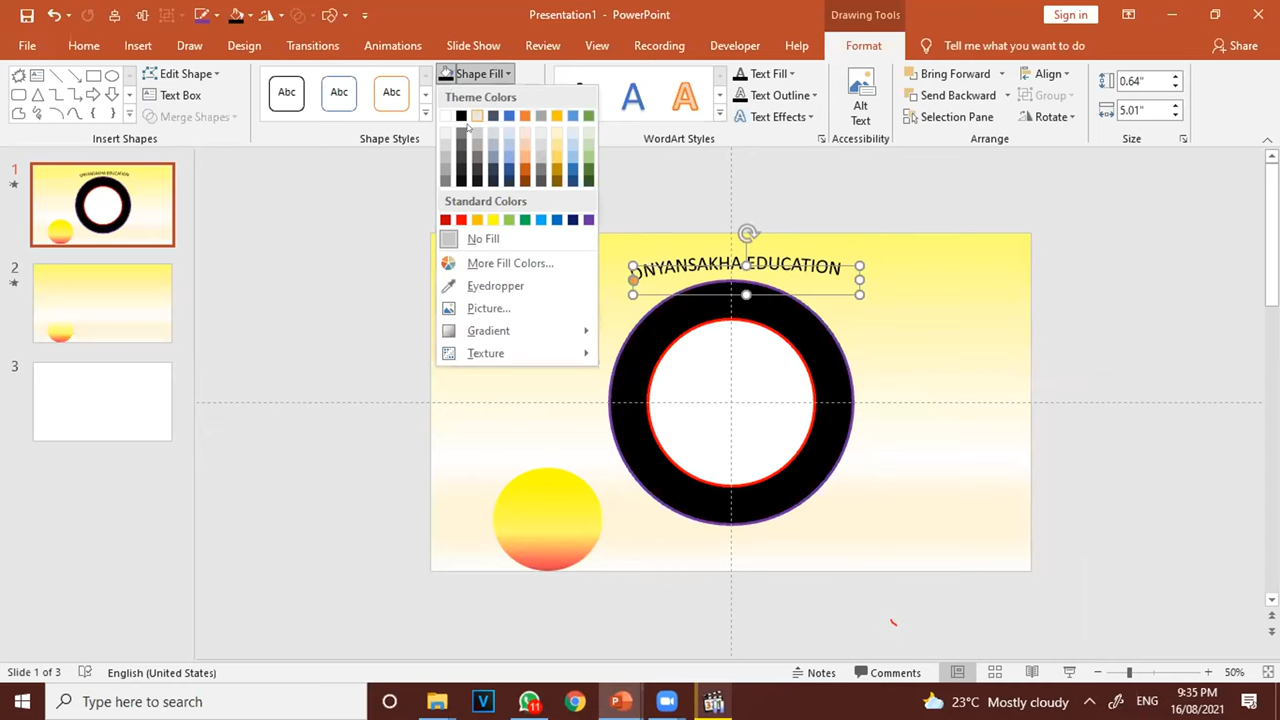 Presentation1 - PowerPoint
Drawing Tools
Sign in
File
Home
Insert
Draw
Design
Transitions
Animations
Slide Show
Review
View
Recording
Developer
Help
Format
Tell me what you want to do
Share
Edit Shape
Text Box
Merge Shapes
Insert Shapes
Abc
Abc
Abc
Shape Styles
Shape Fill
A
A
WordArt Styles
Text Fill
Text Outline
Text Effects
Alt
Text
Accessibility
Bring Forward
Send Backward
Selection Pane
Align
Group
Rotate
Arrange
0.64"
5.01"
Size
Theme Colors
Standard Colors
No Fill
More Fill Colors...
Eyedropper
Picture...
Gradient
Texture
1
2
3
DNYANSAKHA EDUCATION
DNYANSAKHA EDUCATION
Slide 1 of 3
English (United States)
Notes
Comments
50%
Type here to search
V
11
23°C Mostly cloudy
ENG
9:35 PM
16/08/2021